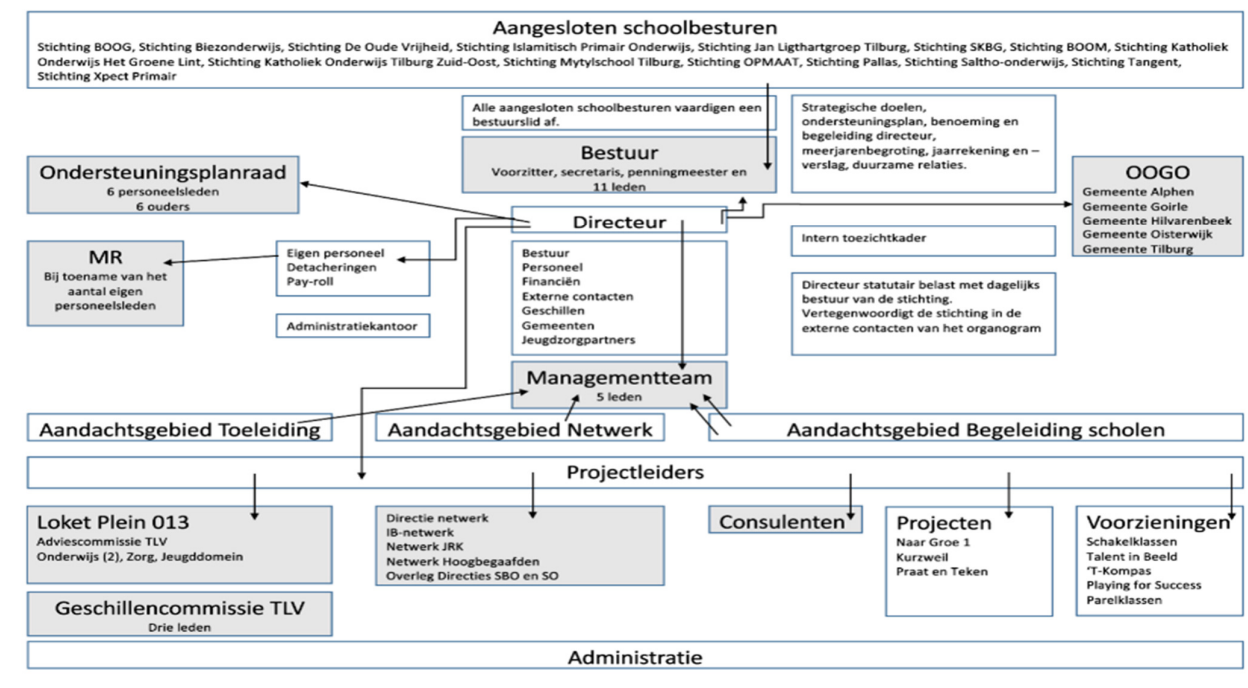 Aangesloten schoolbesturen
Stichting BOOG, Stichting Biezonderwijs, Stichting De Oude Vrijheid, Stichting Islamitisch Primair Onderwijs, Stichting Jan Ligthartgroep Tilburg, Stichting SKBG, Stichting BOOM, Stichting Katholiek
Onderwijs Het Groene Lint, Stichting Katholiek Onderwijs Tilburg Zuid-Oost, Stichting Mytylschool Tilburg, Stichting OPMAAT, Stichting Pallas, Stichting Saltho-onderwijs, Stichting Tangent,
Stichting Xpect Primair
Alle aangesloten schoolbesturen vaardigen een
bestuurslid af.
Strategische doelen,
ondersteuningsplan, benoeming en
begeleiding directeur,
meerjarenbegroting, jaarrekening en –
verslag, duurzame relaties.
Bestuur
Voorzitter, secretaris, penningmeester en
11 leden
Ondersteuningsplanraad
6 personeelsleden
6 ouders
OOGO
Gemeente Alphen
Gemeente Goirle
Gemeente Hilvarenbeek
Gemeente Oisterwijk
Gemeente Tilburg
Directeur
Intern toezichtkader
MR
Bij toename van het
aantal eigen
personeelsleden
Eigen personeel
Detacheringen
Pay-roll
Bestuur
Personeel
Financiën
Externe contacten
Geschillen
Gemeenten
Jeugdzorgpartners
Directeur statutair belast met dagelijks
bestuur van de stichting.
Vertegenwoordigt de stichting in de
externe contacten van het organogram
Administratiekantoor
Managementteam
5 leden
Aandachtsgebied Toeleiding
Aandachtsgebied Netwerk
Aandachtsgebied Begeleiding scholen
Projectleiders
Loket Plein 013
Adviescommissie TLV
Onderwijs (2), Zorg, Jeugddomein
Directie netwerk
IB-netwerk
Netwerk JRK
Netwerk Hoogbegaafden
Overleg Directies SBO en SO
Consulenten
Projecten
Naar Groe 1
Kurzweil
Praat en Teken
Voorzieningen
Schakelklassen
Talent in Beeld
'T-Kompas
Playing for Success
Parelklassen
Geschillencommissie TLV
Drie leden
Administratie